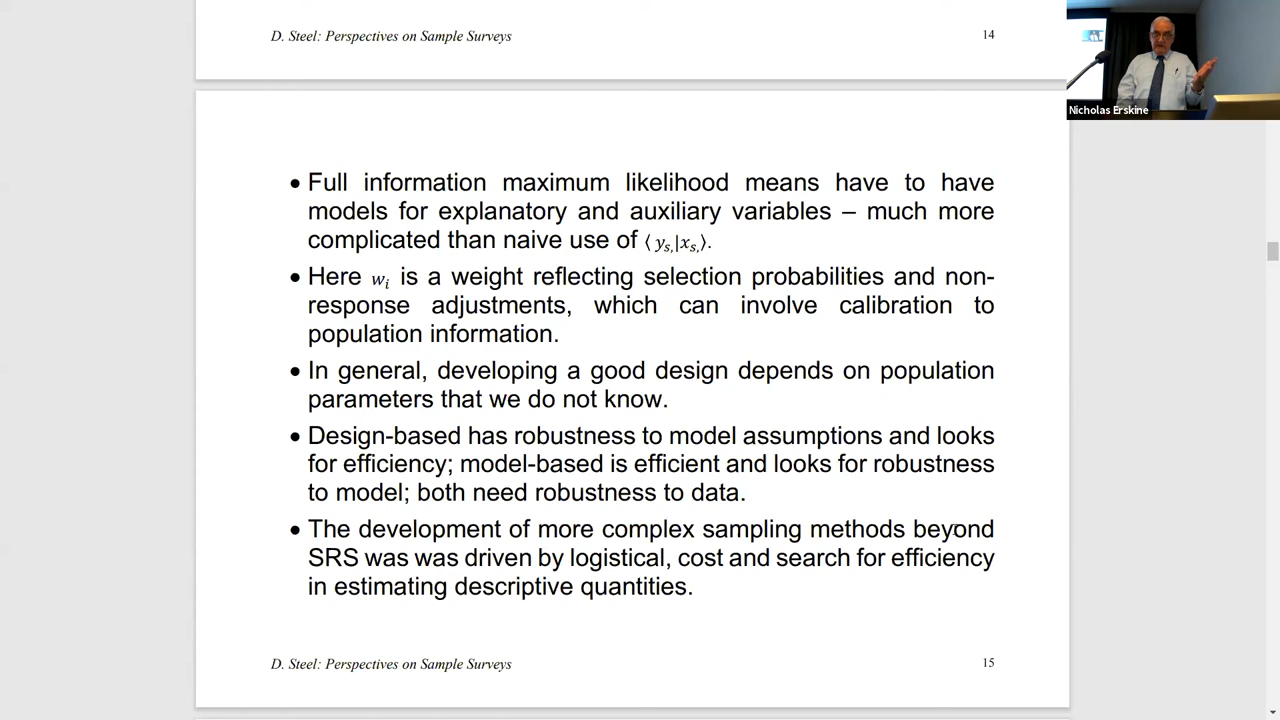 D. Steel: Perspectives on Sample Surveys 14
Nicholas Erskine
• Full information maximum likelihood means have to have
models for explanatory and auxiliary variables – much more
complicated than naive use of ⟨ yₛ,|xₛ,⟩.
• Here wᵢ is a weight reflecting selection probabilities and non-
response adjustments, which can involve calibration to
population information.
• In general, developing a good design depends on population
parameters that we do not know.
• Design-based has robustness to model assumptions and looks
for efficiency; model-based is efficient and looks for robustness
to model; both need robustness to data.
• The development of more complex sampling methods beyond
SRS was was driven by logistical, cost and search for efficiency
in estimating descriptive quantities.
D. Steel: Perspectives on Sample Surveys 15